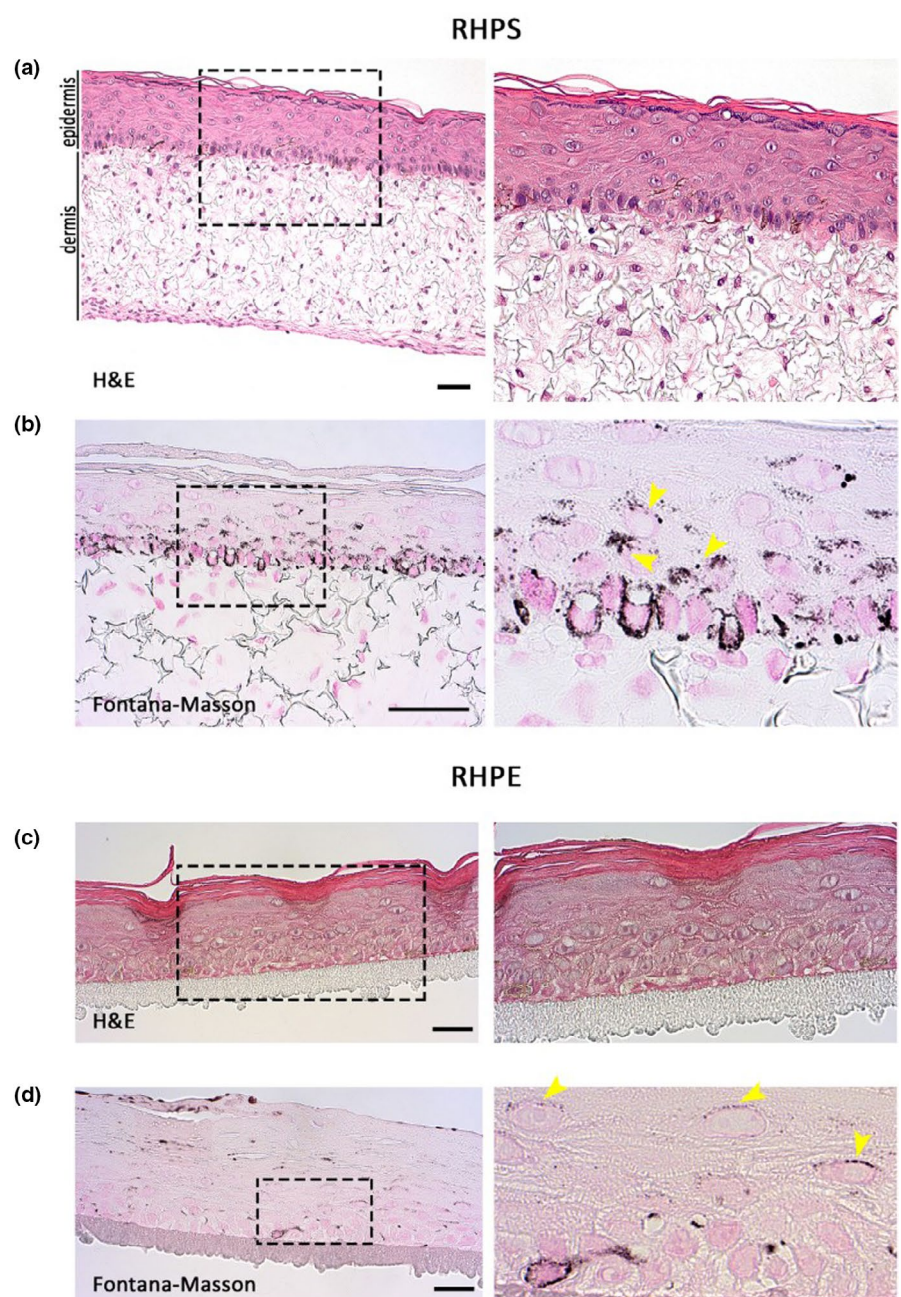 RHPS
(a)
epidermis
dermis
H&E
(b)
Fontana-Masson
RHPE
(c)
H&E
(d)
Fontana-Masson